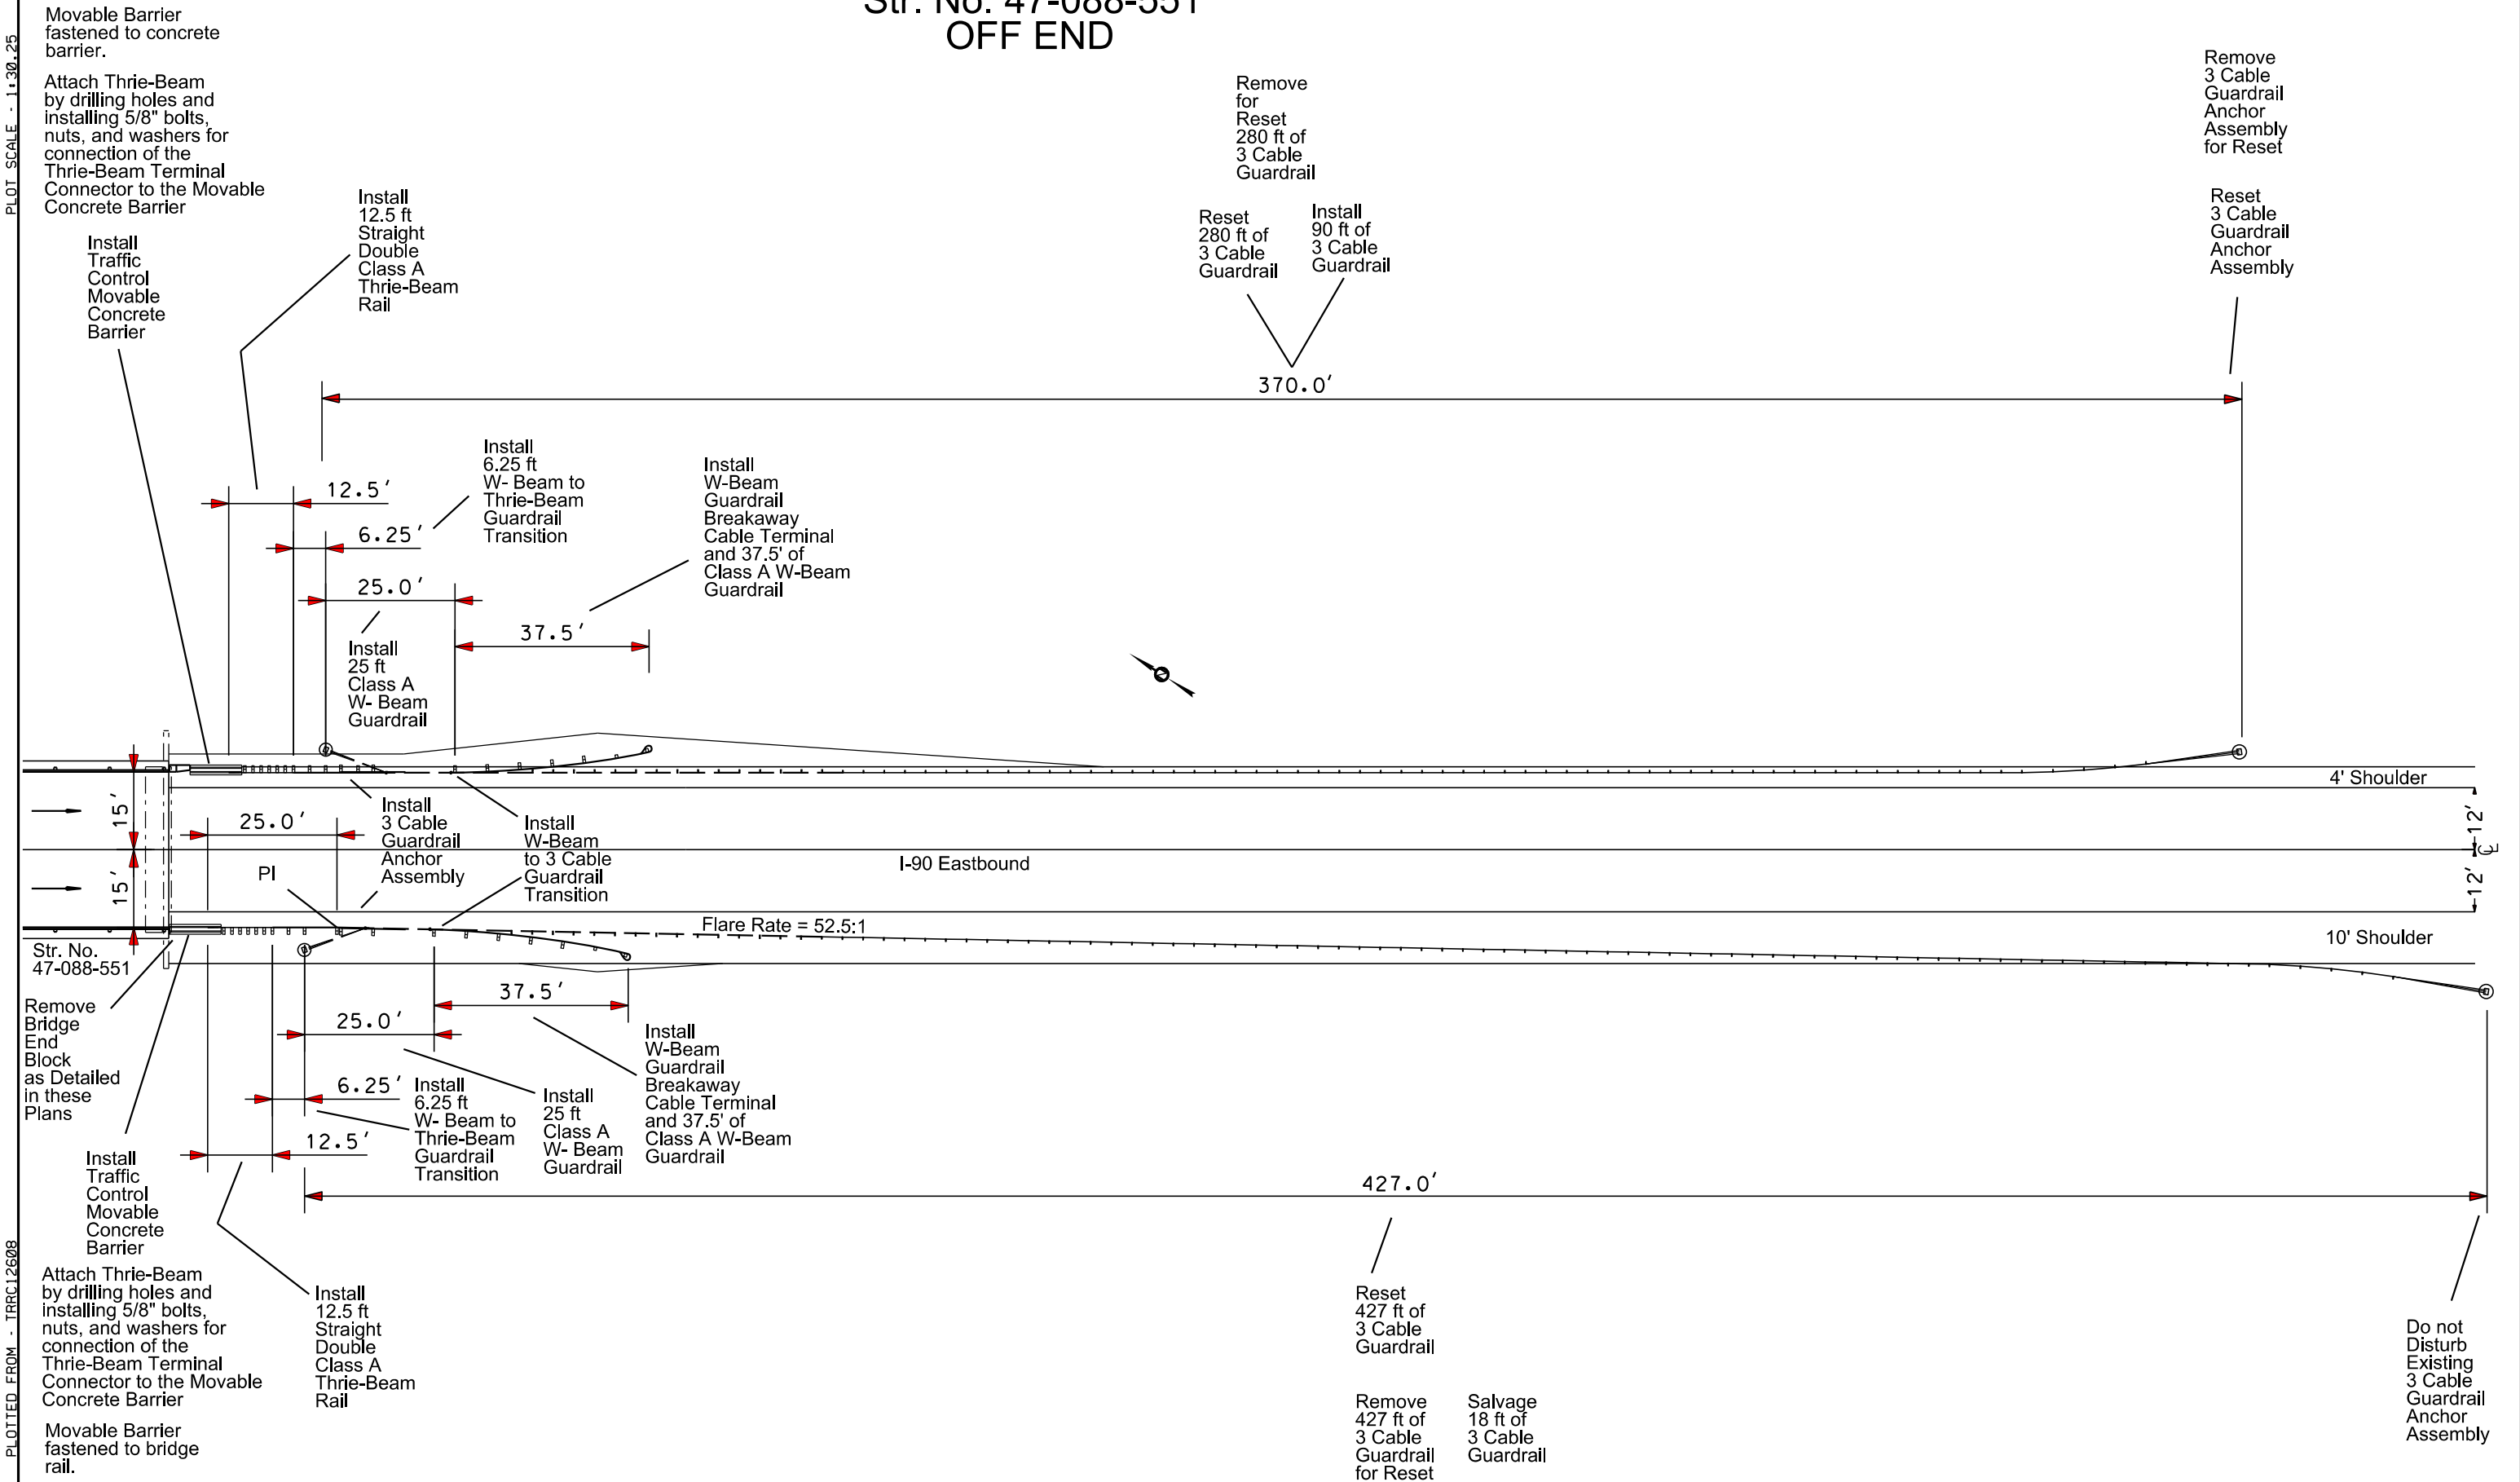 Str. No. 47-088-551
OFF END
PLOT SCALE - 1:30.25
Movable Barrier
fastened to concrete
barrier.
Attach Thrie-Beam
by drilling holes and
installing 5/8" bolts,
nuts, and washers for
connection of the
Thrie-Beam Terminal
Connector to the Movable
Concrete Barrier
Install
Traffic
Control
Movable
Concrete
Barrier
Install
12.5 ft
Straight
Double
Class A
Thrie-Beam
Rail
Remove
for
Reset
280 ft of
3 Cable
Guardrail
Reset
280 ft of
3 Cable
Guardrail
Install
90 ft of
3 Cable
Guardrail
Remove
3 Cable
Guardrail
Anchor
Assembly
for Reset
Reset
3 Cable
Guardrail
Anchor
Assembly
370.0'
12.5'
6.25'
25.0'
37.5'
Install
6.25 ft
W- Beam to
Thrie-Beam
Guardrail
Transition
Install
W-Beam
Guardrail
Breakaway
Cable Terminal
and 37.5' of
Class A W-Beam
Guardrail
Install
25 ft
Class A
W- Beam
Guardrail
4' Shoulder
15'
15'
25.0'
PI
Install
3 Cable
Guardrail
Anchor
Assembly
Install
W-Beam
to 3 Cable
Guardrail
Transition
I-90 Eastbound
12'
12'
Flare Rate = 52.5:1
10' Shoulder
Str. No.
47-088-551
Remove
Bridge
End
Block
as Detailed
in these
Plans
37.5'
25.0'
6.25'
12.5'
Install
6.25 ft
W- Beam to
Thrie-Beam
Guardrail
Transition
Install
25 ft
Class A
W- Beam
Guardrail
Install
W-Beam
Guardrail
Breakaway
Cable Terminal
and 37.5' of
Class A W-Beam
Guardrail
427.0'
Install
Traffic
Control
Movable
Concrete
Barrier
Attach Thrie-Beam
by drilling holes and
installing 5/8" bolts,
nuts, and washers for
connection of the
Thrie-Beam Terminal
Connector to the Movable
Concrete Barrier
Movable Barrier
fastened to bridge
rail.
Install
12.5 ft
Straight
Double
Class A
Thrie-Beam
Rail
Reset
427 ft of
3 Cable
Guardrail
Remove
427 ft of
3 Cable
Guardrail
for Reset
Salvage
18 ft of
3 Cable
Guardrail
Do not
Disturb
Existing
3 Cable
Guardrail
Anchor
Assembly
PLOTTED FROM - TRRC12608